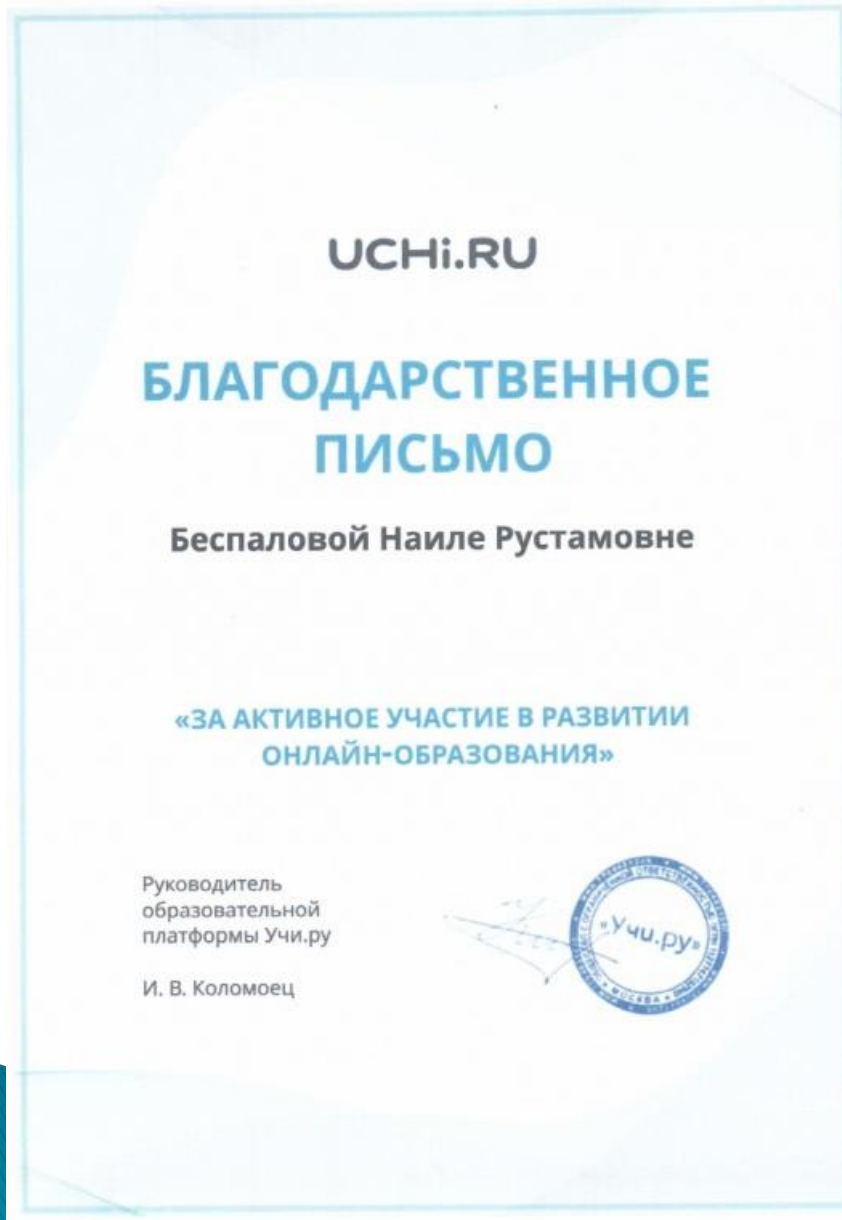 UCHi.RU
БЛАГОДАРСТВЕННОЕ
ПИСЬМО
Беспаловой Наиле Рустамовне
«ЗА АКТИВНОЕ УЧАСТИЕ В РАЗВИТИИ
ОНЛАЙН-ОБРАЗОВАНИЯ»
Руководитель
образовательной
платформы Учи.ру
И. В. Коломоец
«Учи.ру»
МОСКВА